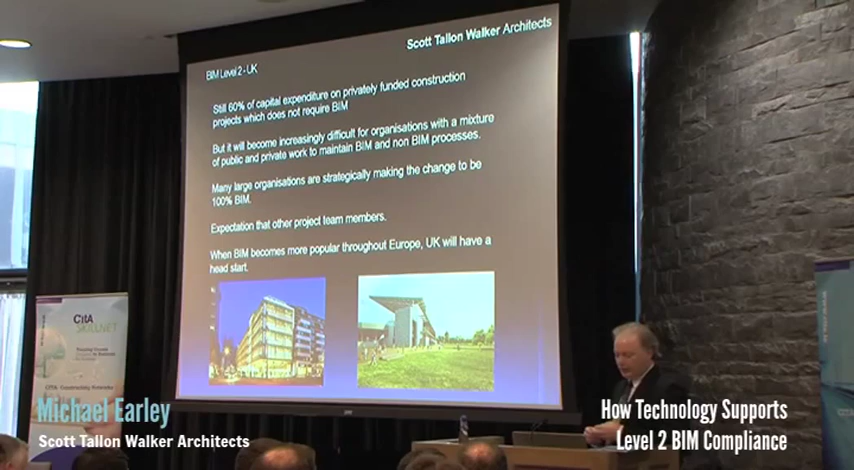 Scott Tallon Walker Architects
BIM Level 2 - UK
Still 60% of capital expenditure on privately funded construction
projects which does not require BIM
But it will become increasingly difficult for organisations with a mixture
of public and private work to maintain BIM and non BIM processes.
Many large organisations are strategically making the change to be
100% BIM.
Expectation that other project team members.
When BIM becomes more popular throughout Europe, UK will have a
head start.
CitA
SKILLNET
Michael Earley
Scott Tallon Walker Architects
How Technology Supports
Level 2 BIM Compliance